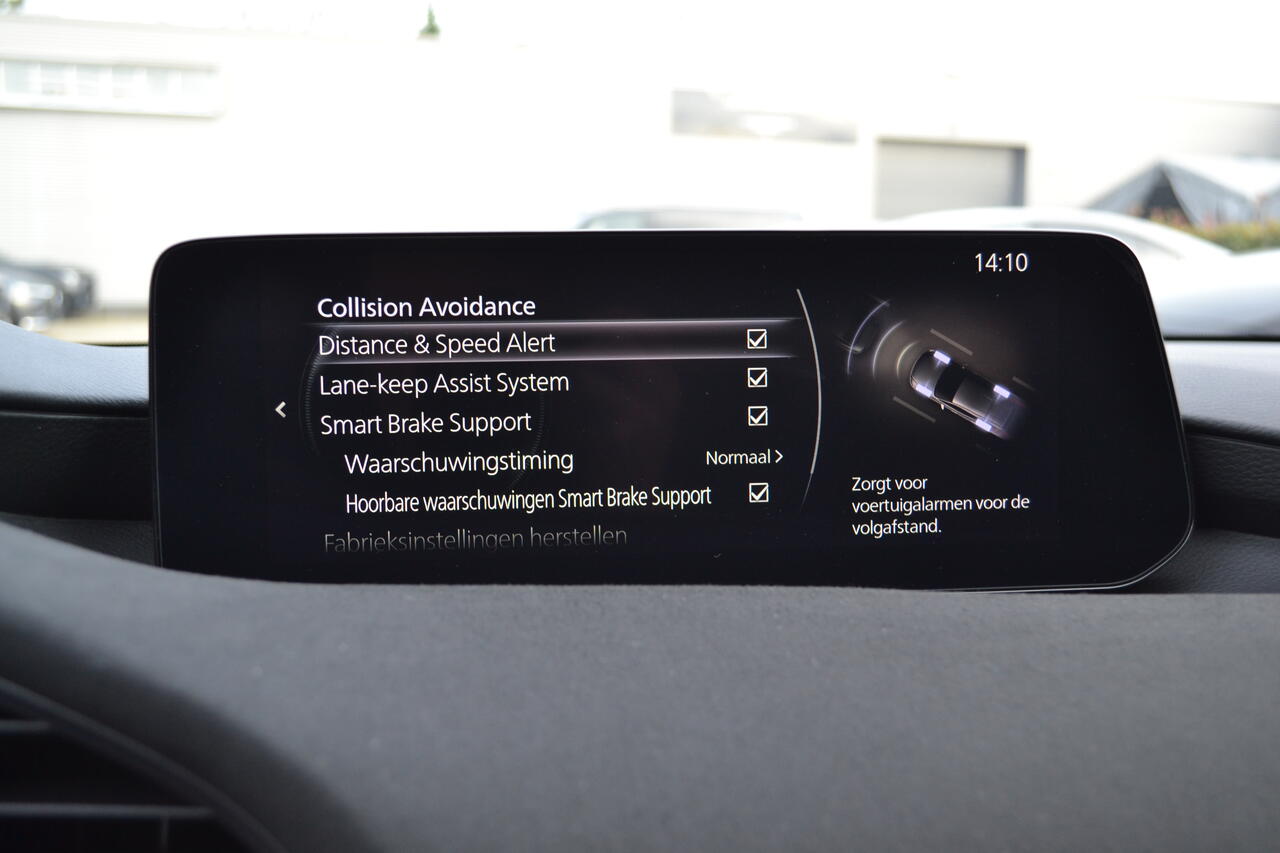 14:10
Collision Avoidance
Distance & Speed Alert
Lane-keep Assist System
Smart Brake Support
Waarschuwingstiming Normaal
Hoorbare waarschuwingen Smart Brake Support
Fabrieksinstellingen herstellen
Zorgt voor
voertuigalarmen voor de
volgafstand.